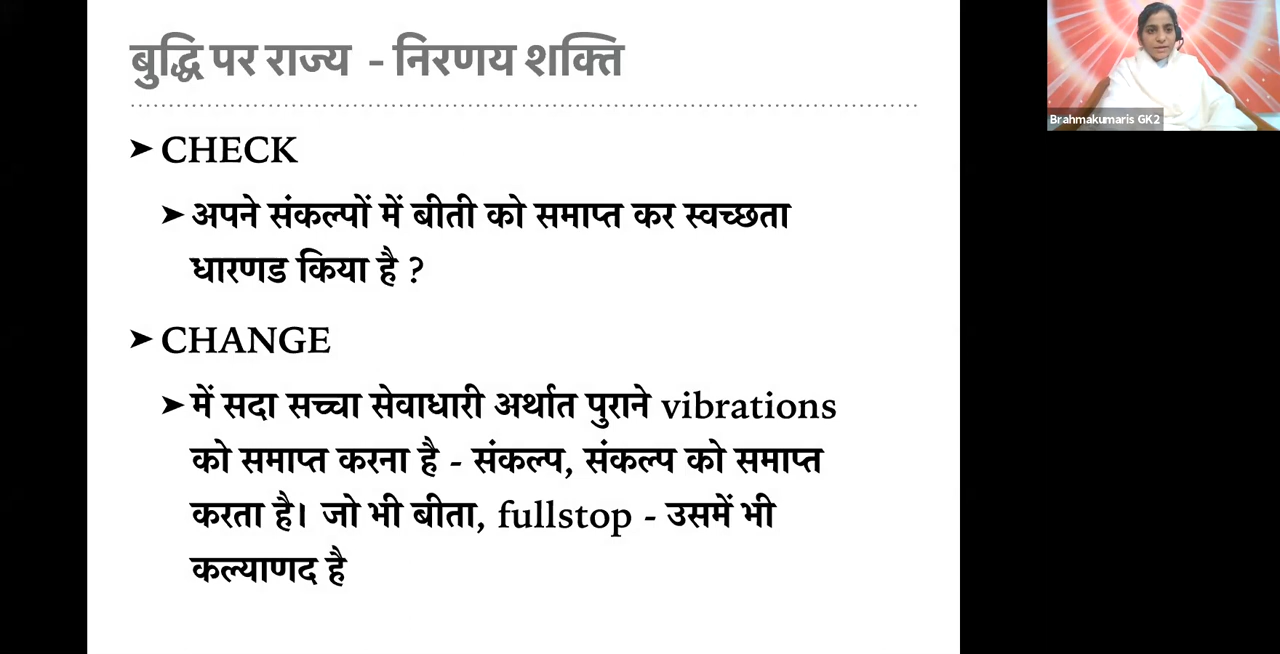 बुद्धि पर राज्य - निरणय शक्ति
➤ CHECK
➤ अपने संकल्पों में बीती को समाप्त कर स्वच्छता
धारणड किया है ?
➤ CHANGE
➤ में सदा सच्चा सेवाधारी अर्थात पुराने vibrations
को समाप्त करना है - संकल्प, संकल्प को समाप्त
करता है। जो भी बीता, fullstop - उसमें भी
कल्याणद है
Brahmakumaris GK2